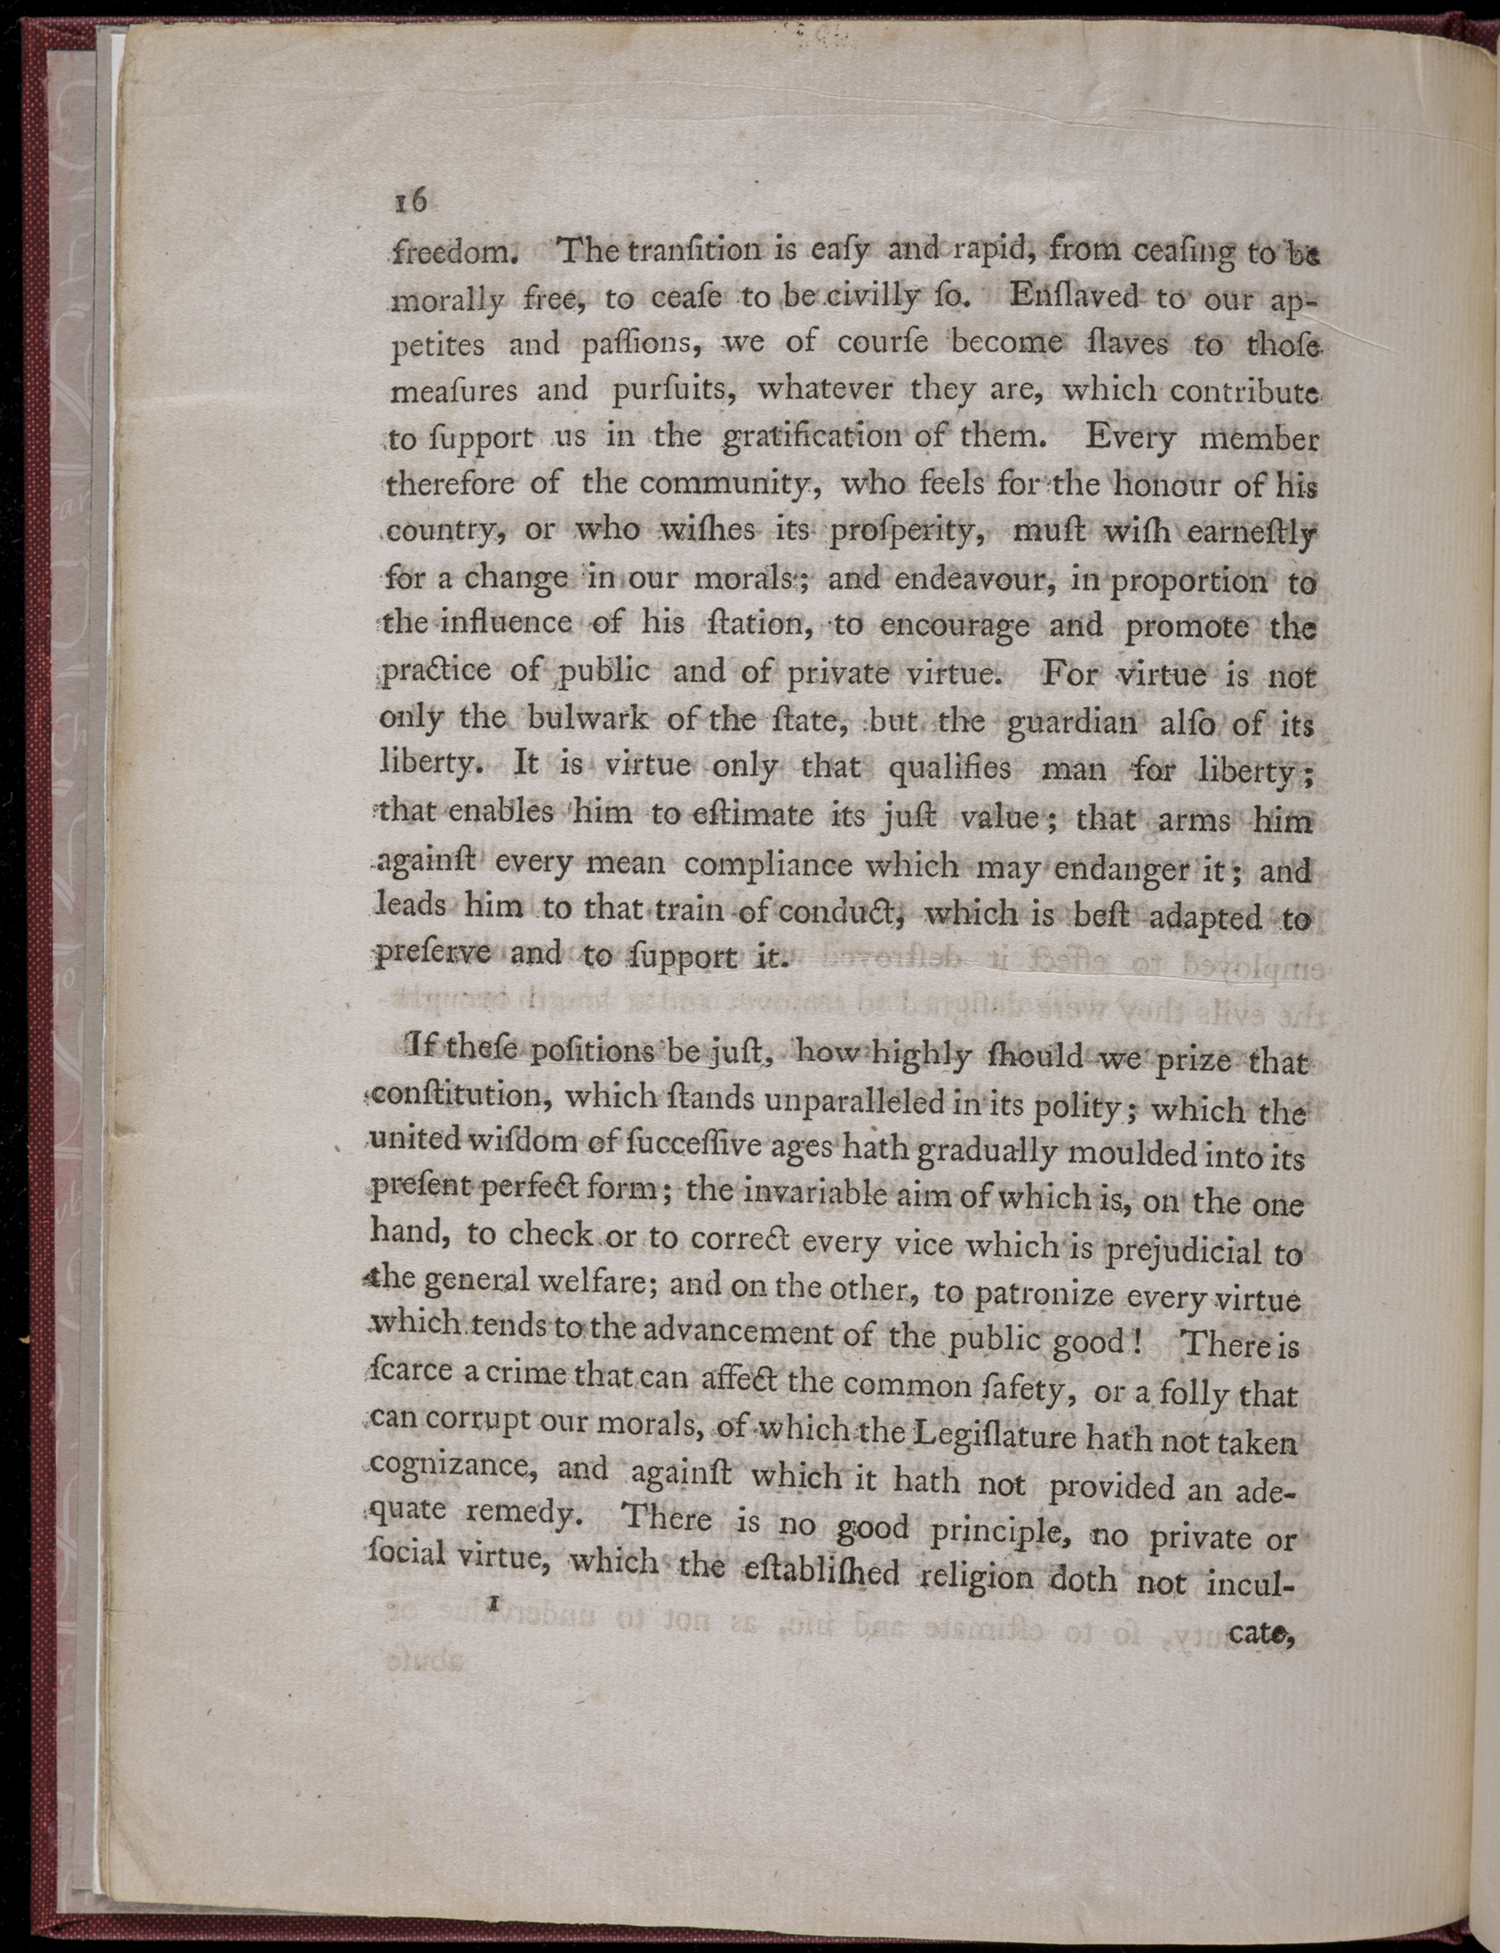 16
freedom. The tranſition is eaſy and rapid, from ceaſing to be
morally free, to ceaſe to be civilly ſo. Enſlaved to our ap-
petites and paſſions, we of courſe become ſlaves to thoſe
meaſures and purſuits, whatever they are, which contribute
to ſupport us in the gratification of them. Every member
therefore of the community, who feels for the honour of his
country, or who wiſhes its proſperity, muſt wiſh earneſtly
for a change in our morals; and endeavour, in proportion to
the influence of his ſtation, to encourage and promote the
practice of public and of private virtue. For virtue is not
only the bulwark of the ſtate, but the guardian alſo of its
liberty. It is virtue only that qualifies man for liberty;
that enables him to eſtimate its juſt value; that arms him
againſt every mean compliance which may endanger it; and
leads him to that train of conduct, which is beſt adapted to
preſerve and to ſupport it.
If theſe poſitions be juſt, how highly ſhould we prize that
conſtitution, which ſtands unparalleled in its polity; which the
united wiſdom of ſucceſſive ages hath gradually moulded into its
preſent perfect form; the invariable aim of which is, on the one
hand, to check or to correct every vice which is prejudicial to
the general welfare; and on the other, to patronize every virtue
which tends to the advancement of the public good! There is
ſcarce a crime that can affect the common ſafety, or a folly that
can corrupt our morals, of which the Legiſlature hath not taken
cognizance, and againſt which it hath not provided an ade-
quate remedy. There is no good principle, no private or
ſocial virtue, which the eſtabliſhed religion doth not incul-
1
cate,